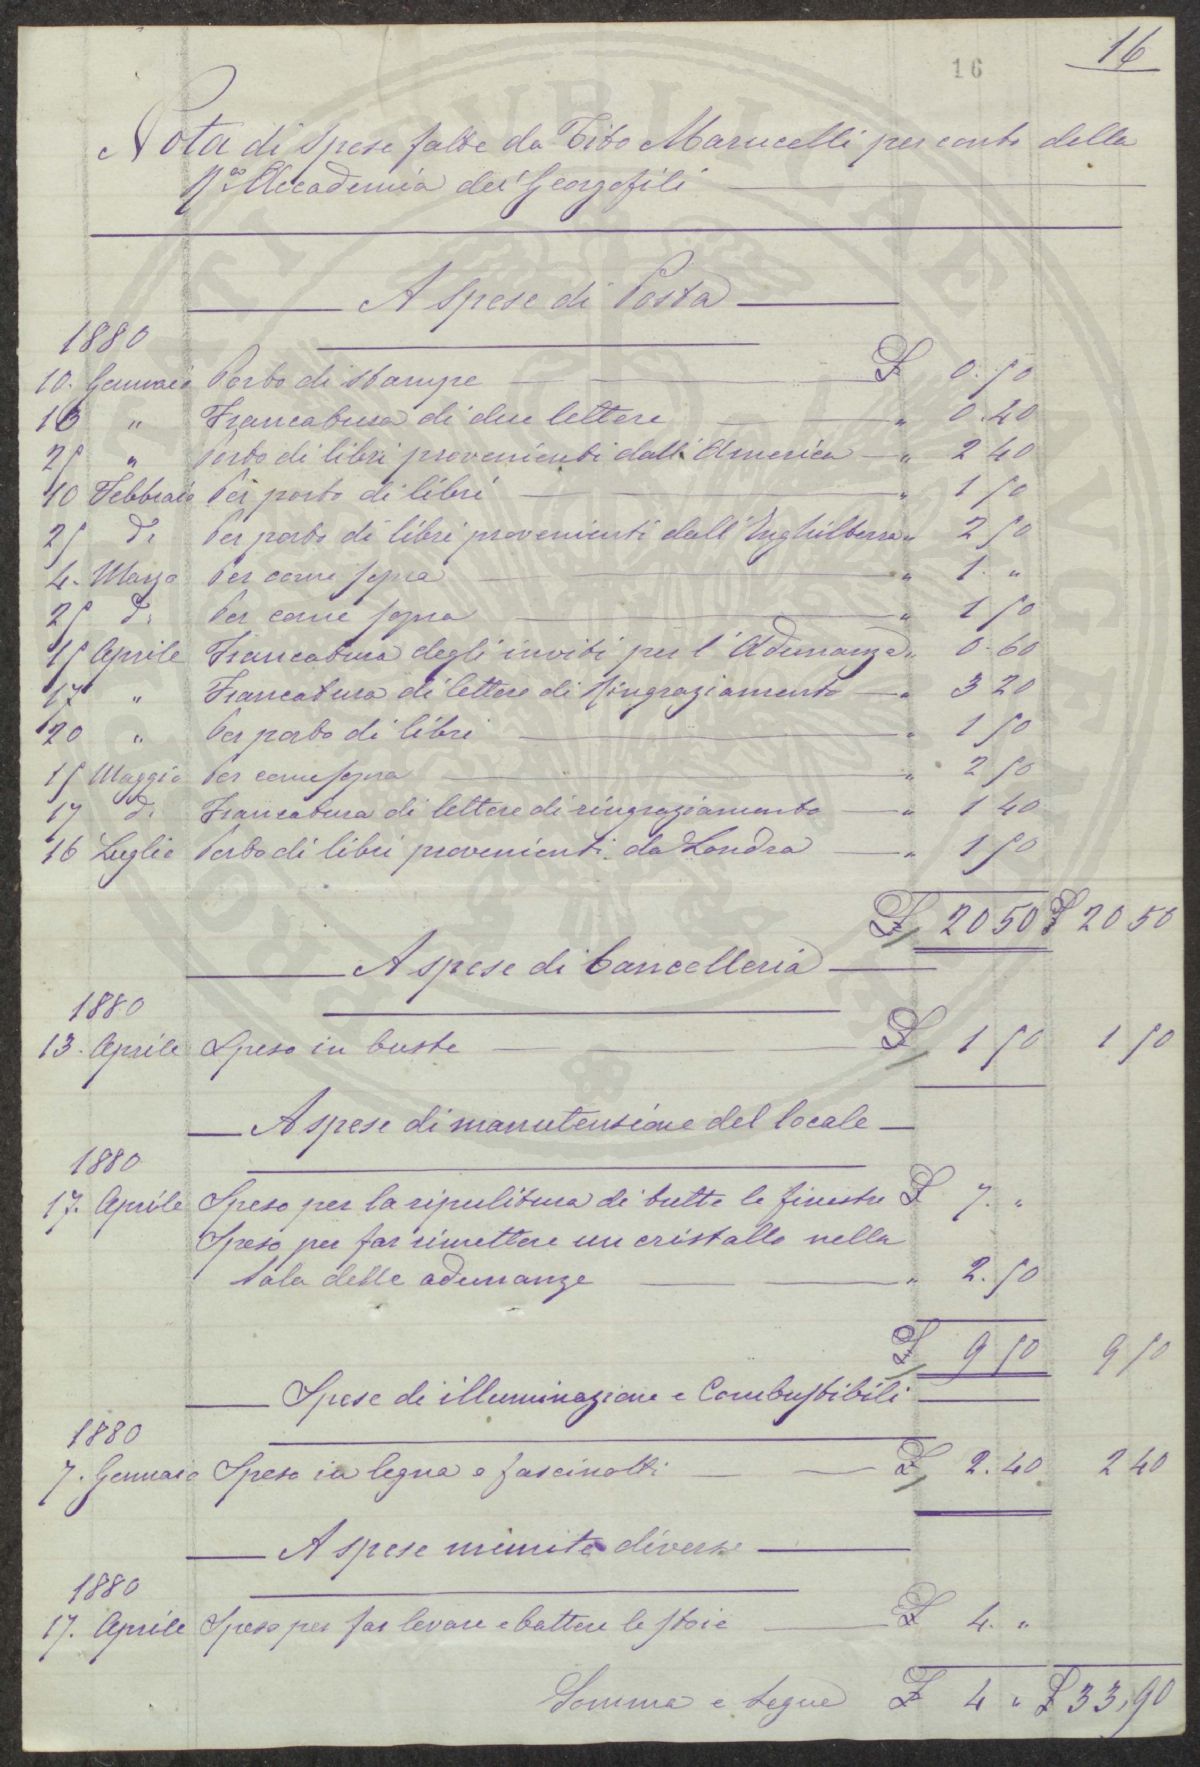 16
16
Nota di Spese fatte da Tito Marucelli per conto della
R.a Accademia dei Georgofili
A Spese di Posta
1880
10. Gennaio Porto di stampe £ 0.50
13 " Francatura di due lettere " 0.40
25 " Porto di libri provenienti dall'America " 2 40
10 Febbraio Per porto di libri " 1 50
25 d.o Per porto di libri provenienti dall'Inghilterra " 2 50
4. Marzo Per come sopra " 1. "
25 d.o Per come sopra " 1 50
15 Aprile Francatura degli inviti per l'Adunanza " 0.60
17 " Francatura di lettere di Ringraziamento " 3 20
20 " Per porto di libri " 1 50
15 Maggio Per come sopra " 2 50
17 d.o Francatura di lettere di ringraziamento " 1 40
16 Luglio Porto di libri provenienti da Londra " 1 50
£ 20 50 £ 20 50
A spese di Cancelleria
1880
13. Aprile Speso in buste £ 1 50 1 50
A spese di manutensione del locale
1880
17. Aprile Speso per la ripulitura di tutte le finestre £ 7. "
Speso per far rimettere un cristallo nella
Sala delle adunanze " 2.50
£ 9 50 9 50
Spese di illuminazione e Combustibili
1880
7. Gennaio Speso in legna e fascinotti £ 2.40 2 40
A spese minute diverse
1880
17. Aprile Speso per far levare e battere le stoie £ 4. "
Somma e segue £ 4 " £ 33,90